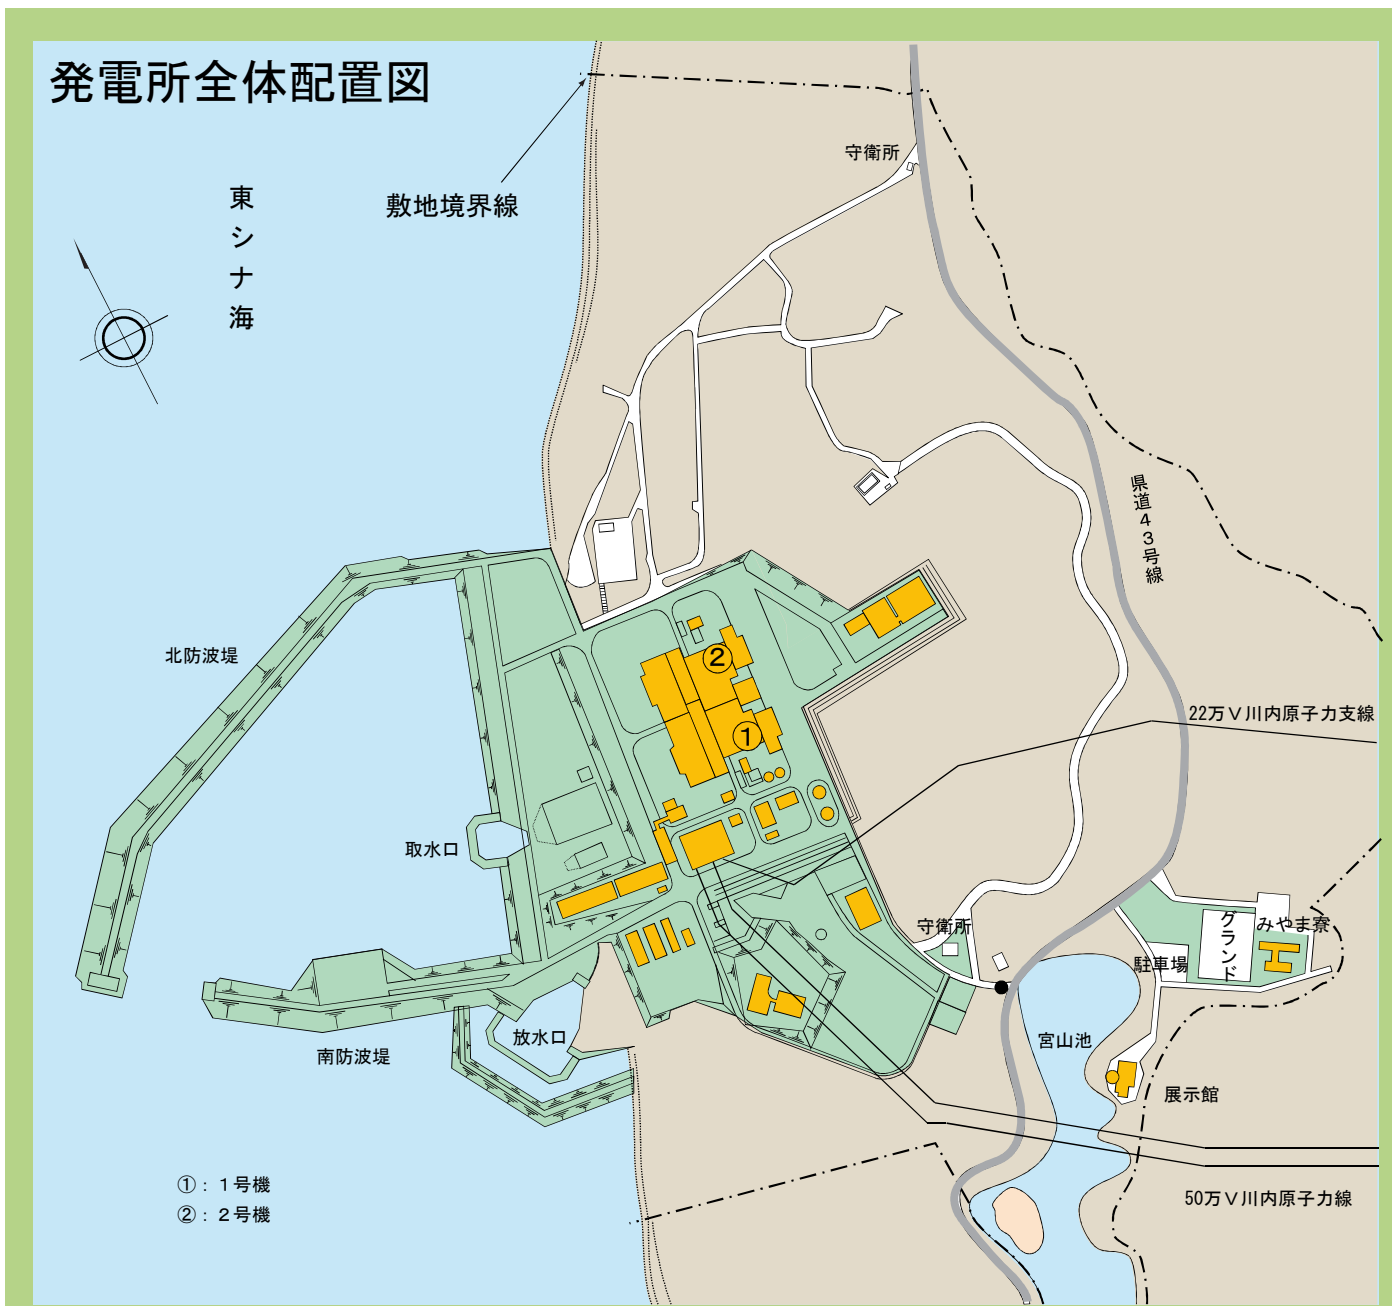 発電所全体配置図
守衛所
東シナ海
敷地境界線
県道43号線
北防波堤
②
22万V川内原子力支線
①
取水口
守衛所
グランド
みやま寮
駐車場
放水口
宮山池
南防波堤
展示館
①:1号機
②:2号機
50万V川内原子力線